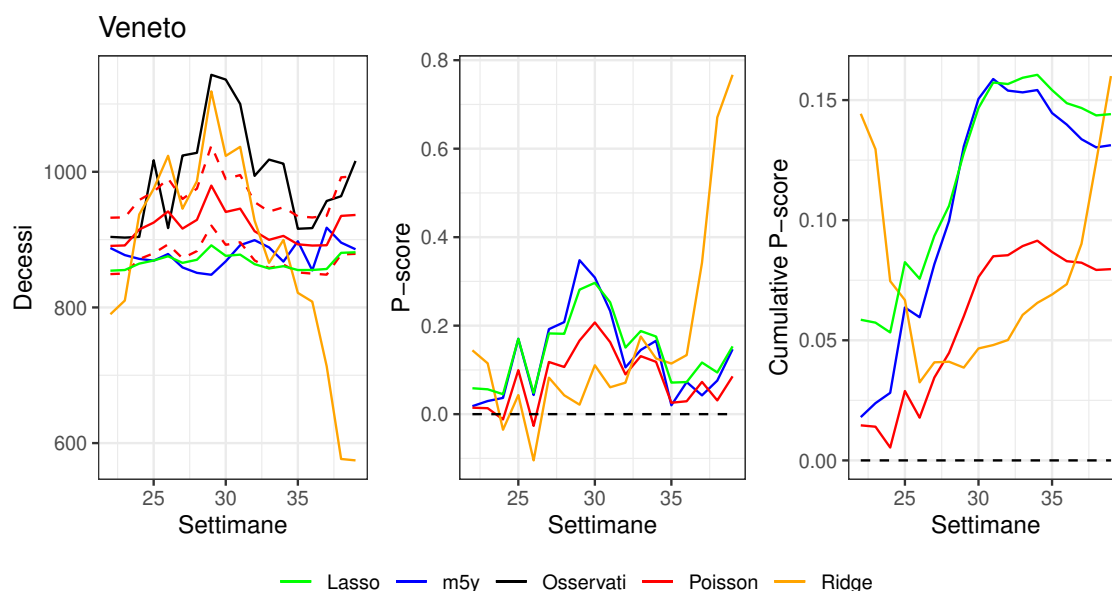 Veneto
Decessi
1000
800
600
25 30 35
Settimane
P−score
0.8
0.6
0.4
0.2
0.0
25 30 35
Settimane
Cumulative P−score
0.15
0.10
0.05
0.00
25 30 35
Settimane
Lasso m5y Osservati Poisson Ridge